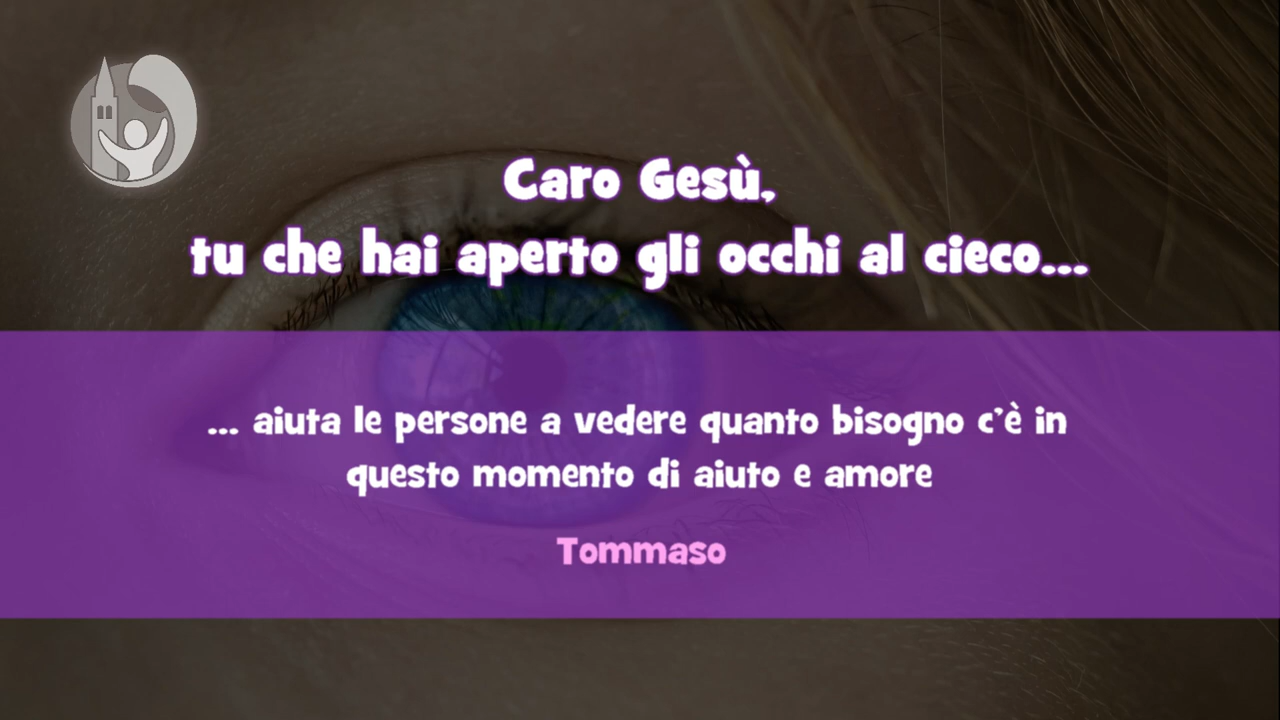 Caro Gesù,
tu che hai aperto gli occhi al cieco...
... aiuta le persone a vedere quanto bisogno c'è in
questo momento di aiuto e amore
Tommaso